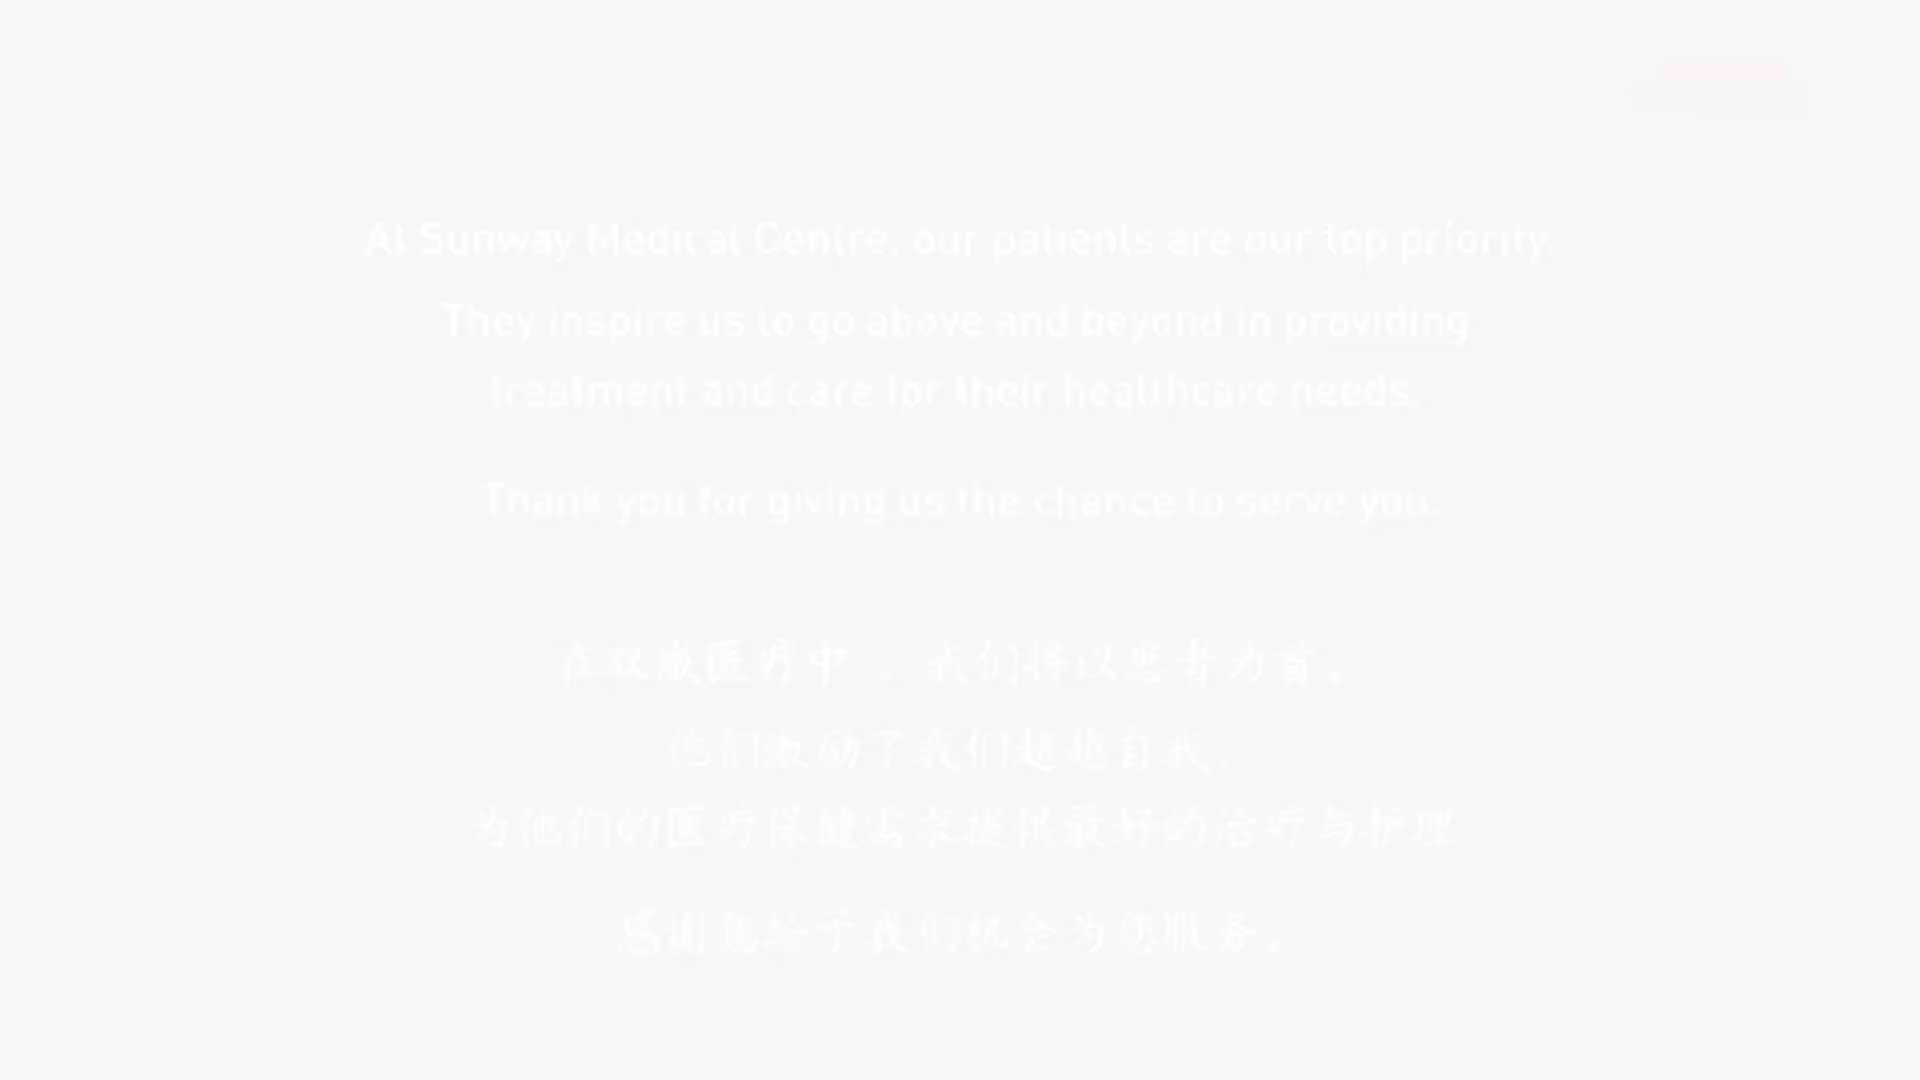 At Sunway Medical Centre, our patients are our top priority.
They inspire us to go above and beyond in providing
treatment and care for their healthcare needs.
Thank you for giving us the chance to serve you.
在双威医疗中 ，我们将以患者为首。
他们激励了我们超越自我，
为他们的医疗保健需求提供最好的治疗与护理
感谢您给予我们机会为您服务。